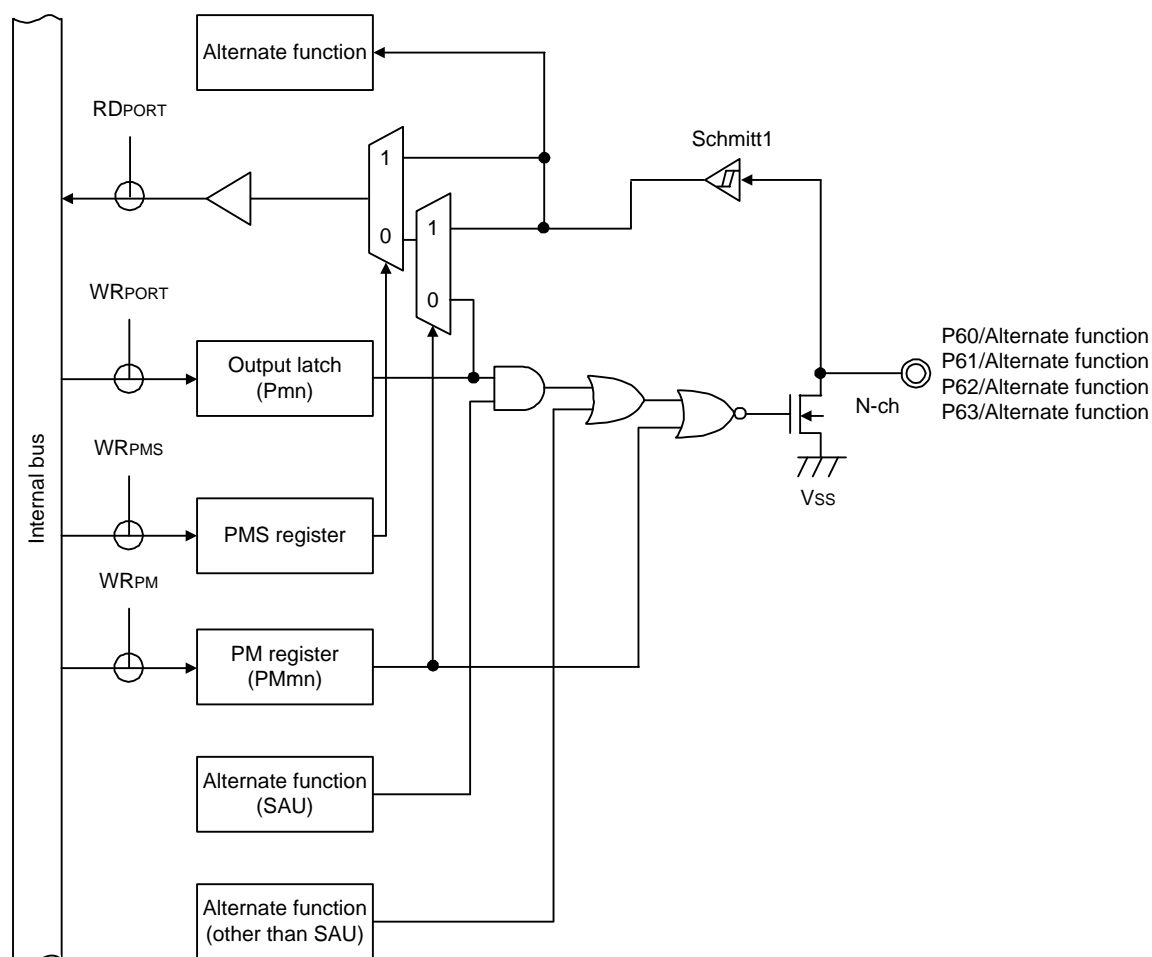 Alternate function
RDPORT
Schmitt1
1
0
1
0
WRPORT
Output latch
(Pmn)
P60/Alternate function
P61/Alternate function
P62/Alternate function
P63/Alternate function
N-ch
VSS
WRPMS
PMS register
Internal bus
WRPM
PM register
(PMmn)
Alternate function
(SAU)
Alternate function
(other than SAU)